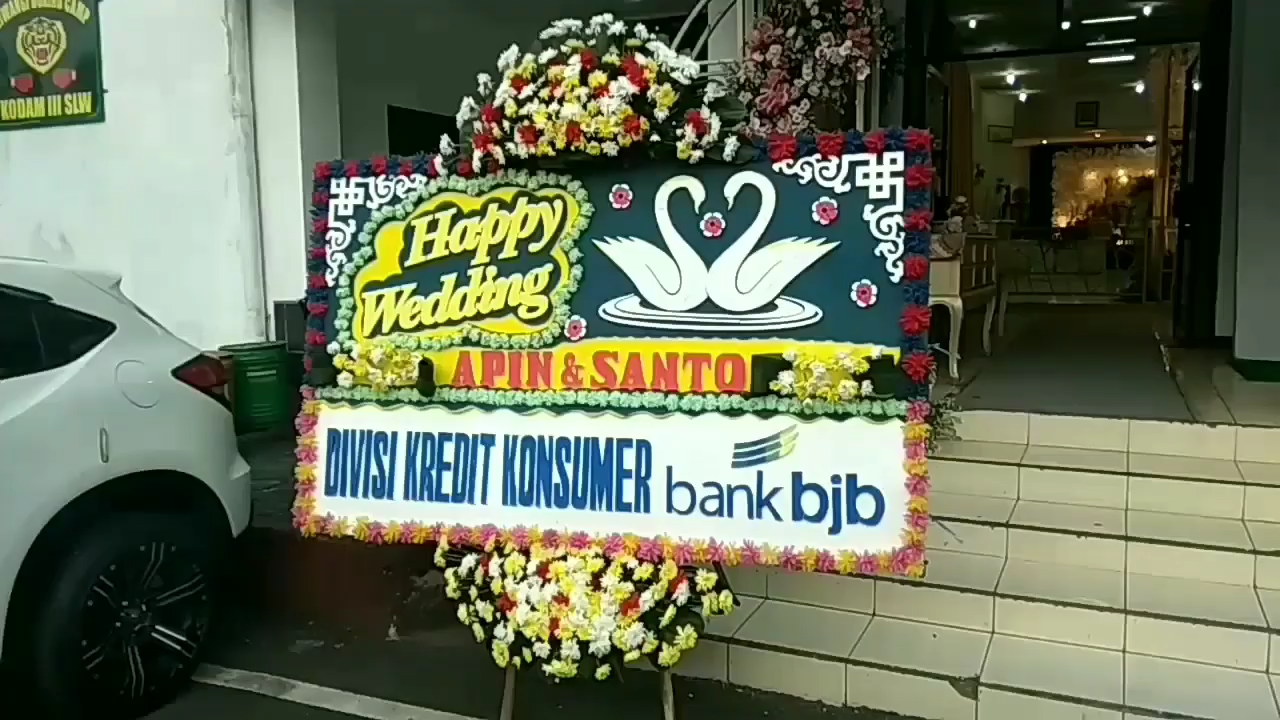 KODAM III SLW
Happy
Wedding
APIN & SANTO
DIVISI KREDIT KONSUMER bank bjb